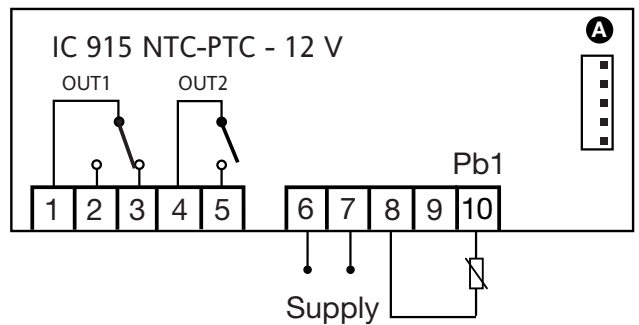 A
IC 915 NTC-PTC - 12 V
OUT1 OUT2
Pb1
1 2 3 4 5 6 7 8 9 10
Supply